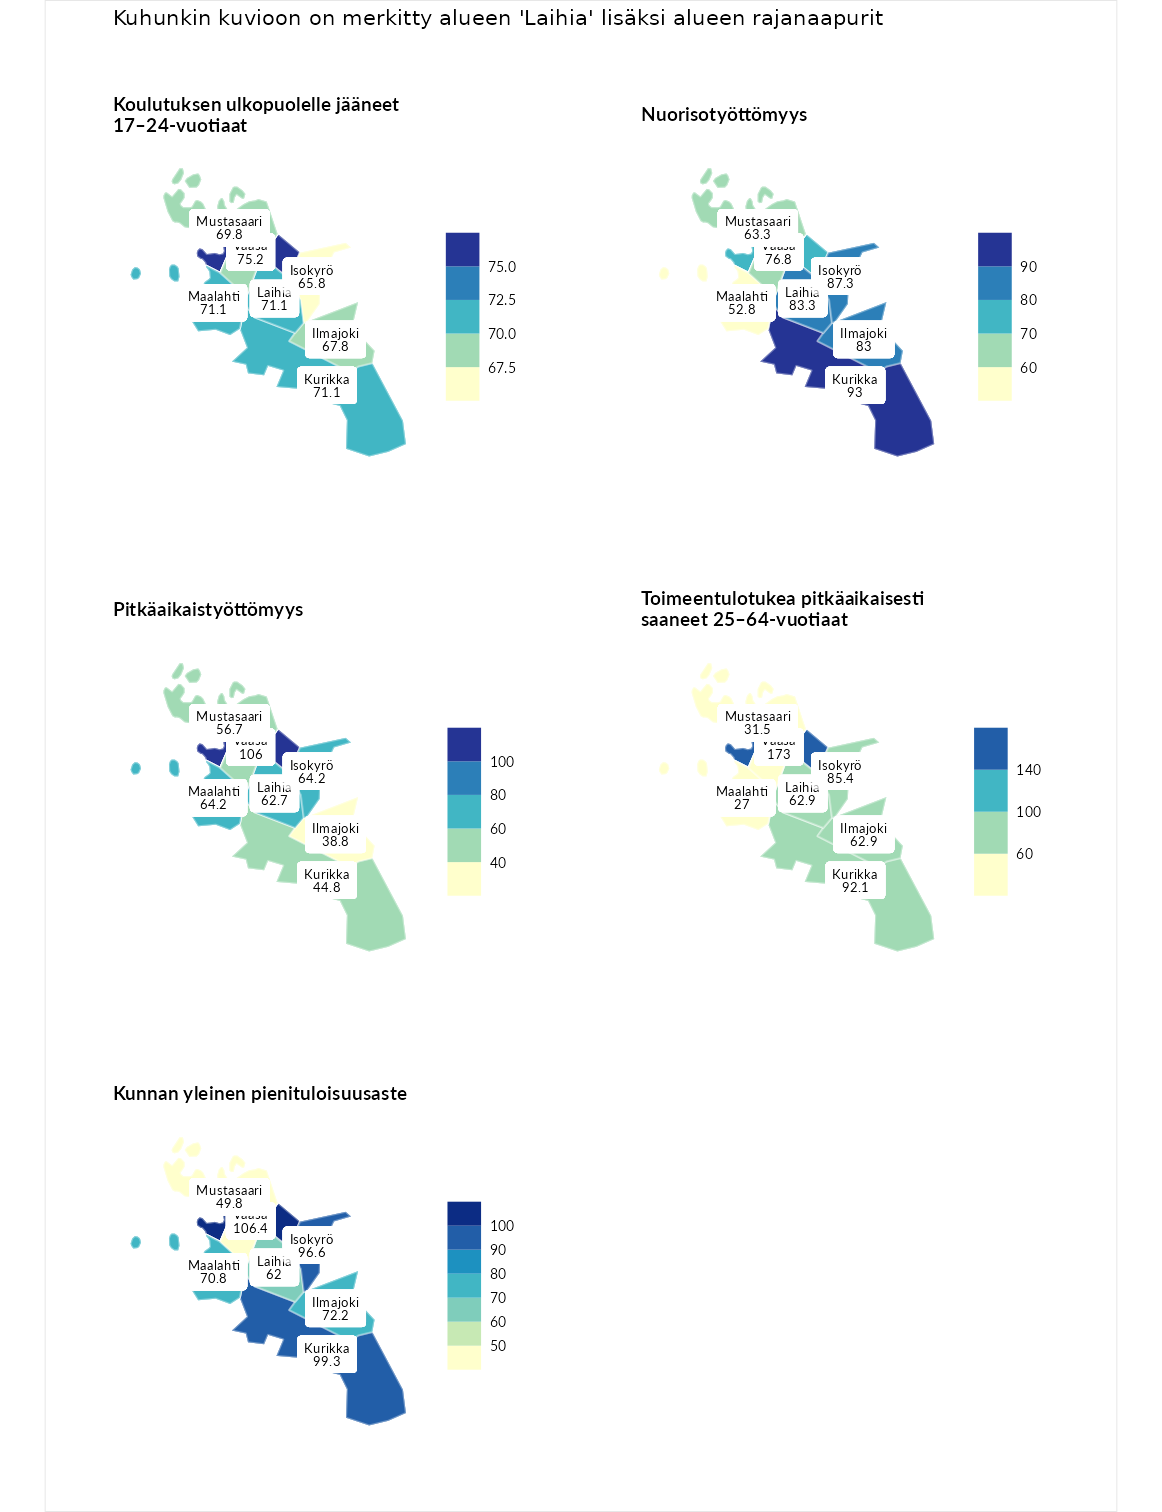 Kuhunkin kuvioon on merkitty alueen 'Laihia' lisäksi alueen rajanaapurit
Koulutuksen ulkopuolelle jääneet
17–24-vuotiaat
Mustasaari
69.8
Vaasa
75.2
Isokyrö
65.8
Maalahti
71.1
Laihia
71.1
Ilmajoki
67.8
Kurikka
71.1
75.0
72.5
70.0
67.5
Nuorisotyöttömyys
Mustasaari
63.3
Vaasa
76.8
Isokyrö
87.3
Maalahti
52.8
Laihia
83.3
Ilmajoki
83
Kurikka
93
90
80
70
60
Pitkäaikaistyöttömyys
Mustasaari
56.7
Vaasa
106
Isokyrö
64.2
Maalahti
64.2
Laihia
62.7
Ilmajoki
38.8
Kurikka
44.8
100
80
60
40
Toimeentulotukea pitkäaikaisesti
saaneet 25–64-vuotiaat
Mustasaari
31.5
Vaasa
173
Isokyrö
85.4
Maalahti
27
Laihia
62.9
Ilmajoki
62.9
Kurikka
92.1
140
100
60
Kunnan yleinen pienituloisuusaste
Mustasaari
49.8
Vaasa
106.4
Isokyrö
96.6
Maalahti
70.8
Laihia
62
Ilmajoki
72.2
Kurikka
99.3
100
90
80
70
60
50